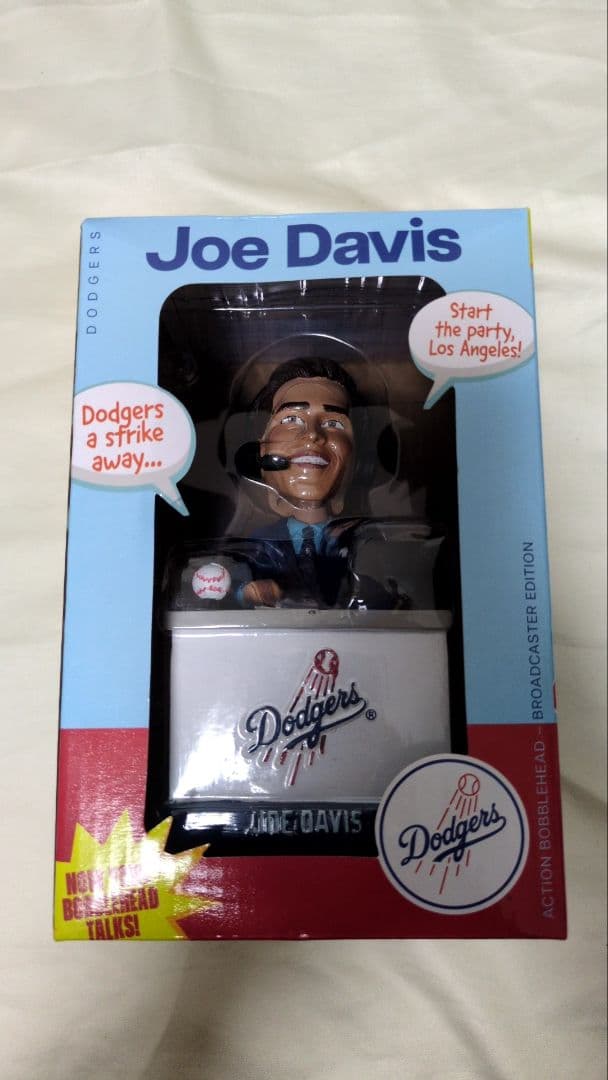 DODGERS
Joe Davis
Start
the party,
Los Angeles!
Dodgers
a strike
away...
Dodgers®
JOE DAVIS
Dodgers
BOBBLEHEAD
TALKS!
ACTION BOBBLEHEAD – BROADCASTER EDITION